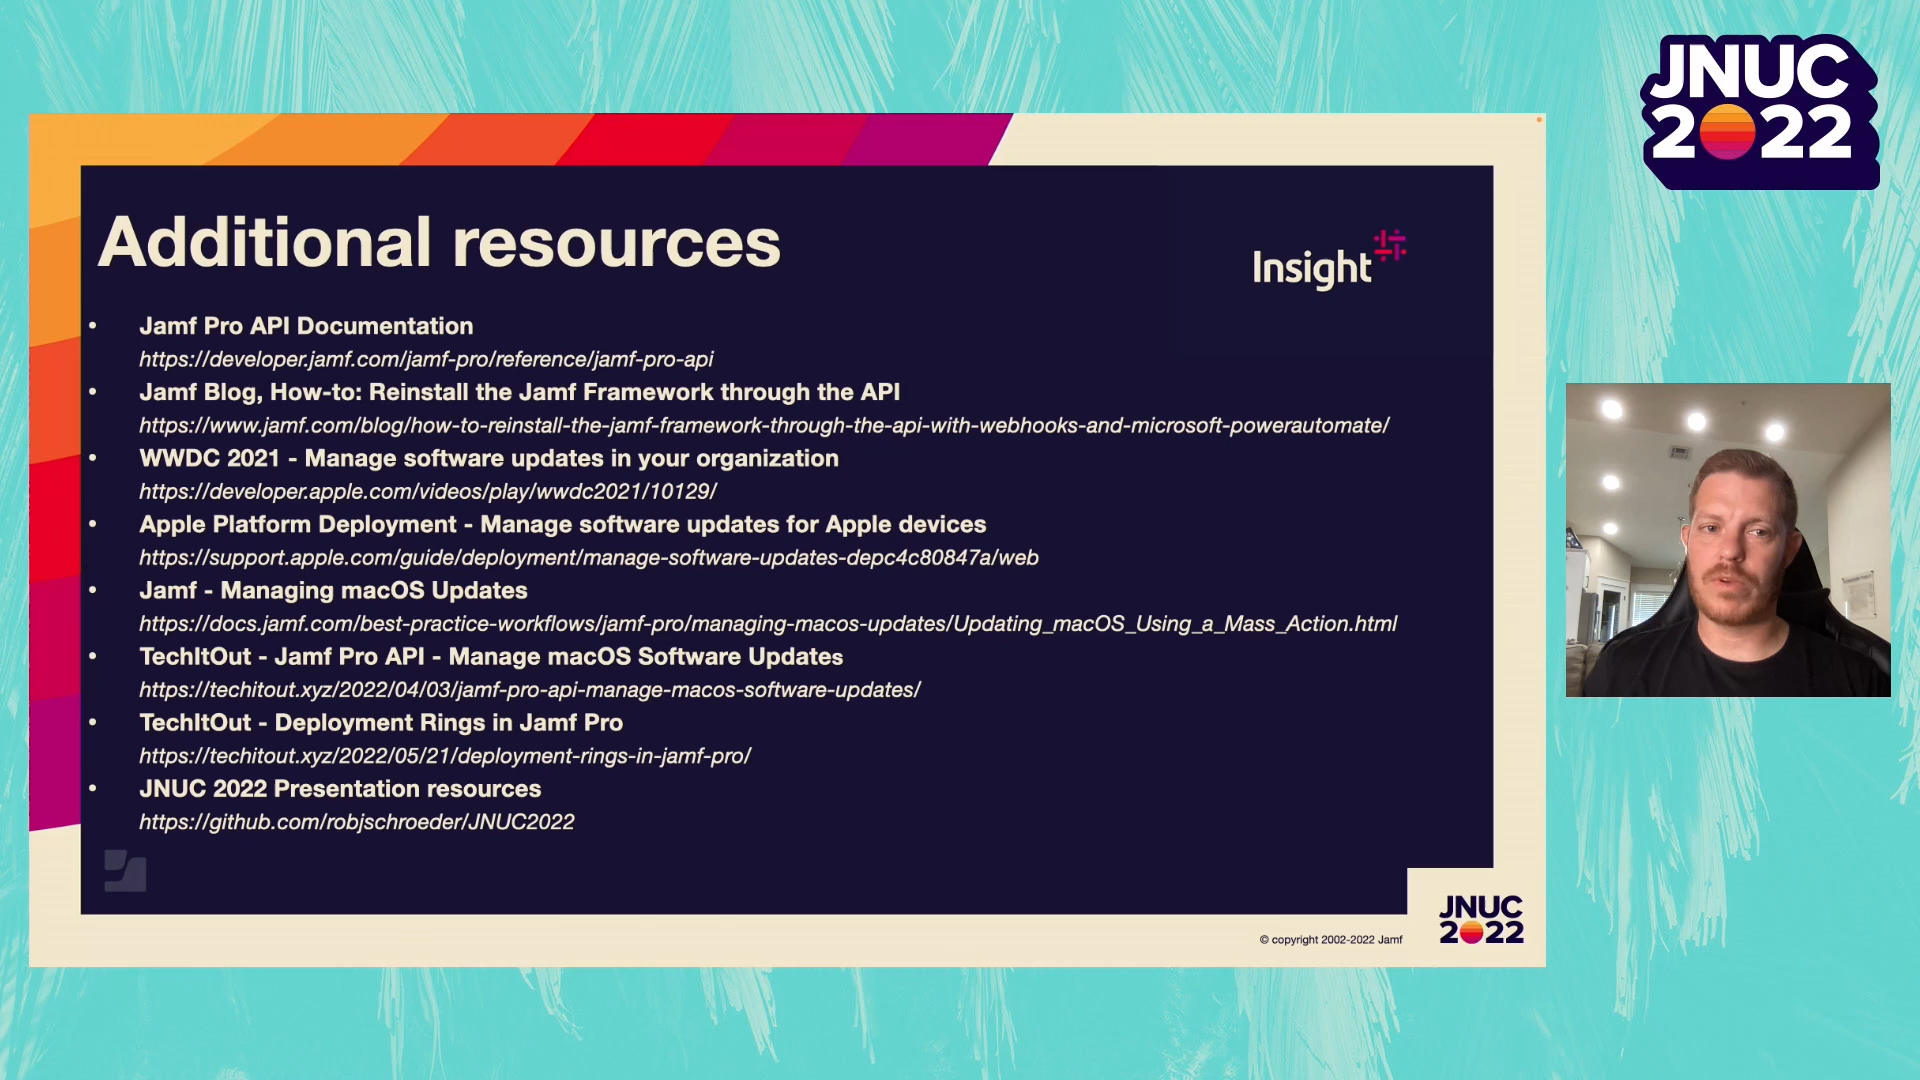 JNUC
2022
Additional resources
Insight
• Jamf Pro API Documentation
https://developer.jamf.com/jamf-pro/reference/jamf-pro-api
• Jamf Blog, How-to: Reinstall the Jamf Framework through the API
https://www.jamf.com/blog/how-to-reinstall-the-jamf-framework-through-the-api-with-webhooks-and-microsoft-powerautomate/
• WWDC 2021 - Manage software updates in your organization
https://developer.apple.com/videos/play/wwdc2021/10129/
• Apple Platform Deployment - Manage software updates for Apple devices
https://support.apple.com/guide/deployment/manage-software-updates-depc4c80847a/web
• Jamf - Managing macOS Updates
https://docs.jamf.com/best-practice-workflows/jamf-pro/managing-macos-updates/Updating_macOS_Using_a_Mass_Action.html
• TechItOut - Jamf Pro API - Manage macOS Software Updates
https://techitout.xyz/2022/04/03/jamf-pro-api-manage-macos-software-updates/
• TechItOut - Deployment Rings in Jamf Pro
https://techitout.xyz/2022/05/21/deployment-rings-in-jamf-pro/
• JNUC 2022 Presentation resources
https://github.com/robjschroeder/JNUC2022
© copyright 2002-2022 Jamf
JNUC
2022